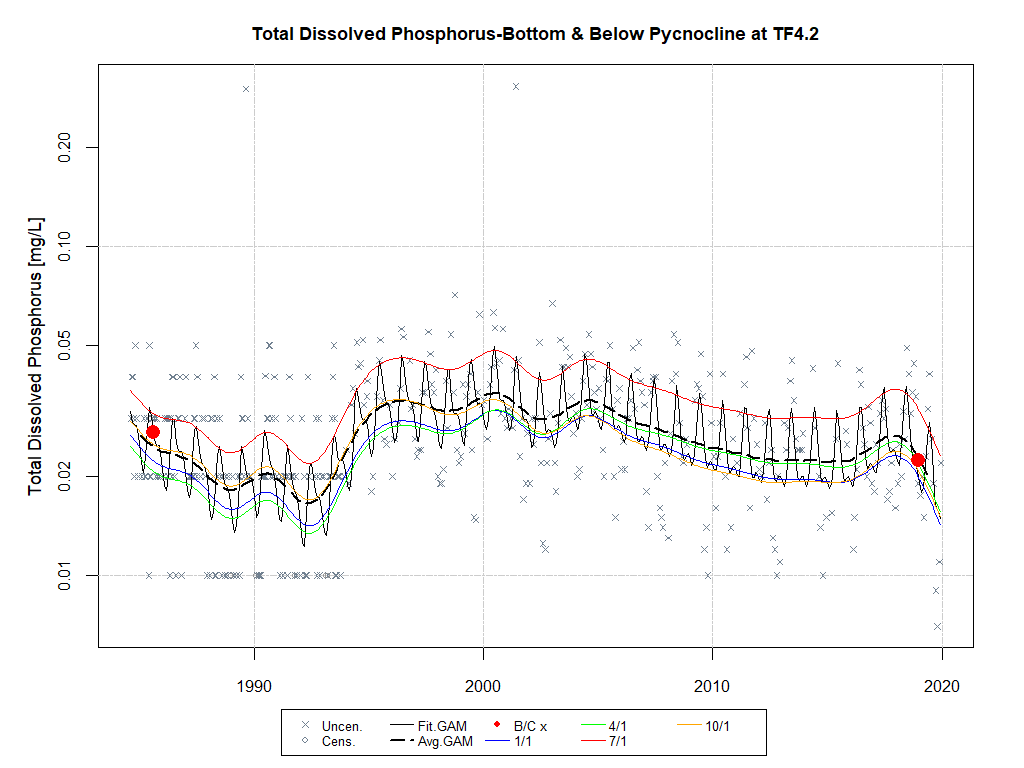 Total Dissolved Phosphorus-Bottom & Below Pycnocline at TF4.2
Total Dissolved Phosphorus [mg/L]
0.20
0.10
0.05
0.02
0.01
1990 2000 2010 2020
Uncen. Fit.GAM B/C x 4/1 10/1
Cens. Avg.GAM 1/1 7/1